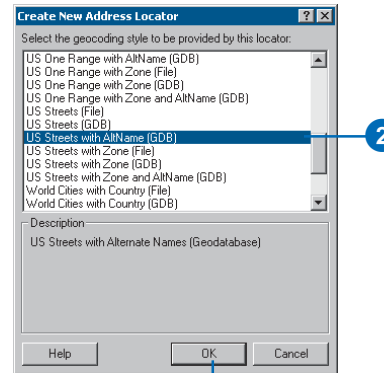 Create New Address Locator
Select the geocoding style to be provided by this locator:
US One Range with AltName (GDB)
US One Range with Zone (File)
US One Range with Zone (GDB)
US One Range with Zone and AltName (GDB)
US Streets (File)
US Streets (GDB)
US Streets with AltName (GDB)
2
US Streets with Zone (File)
US Streets with Zone (GDB)
US Streets with Zone and AltName (GDB)
World Cities with Country (File)
World Cities with Country (GDB)
Description
US Streets with Alternate Names (Geodatabase)
Help OK Cancel